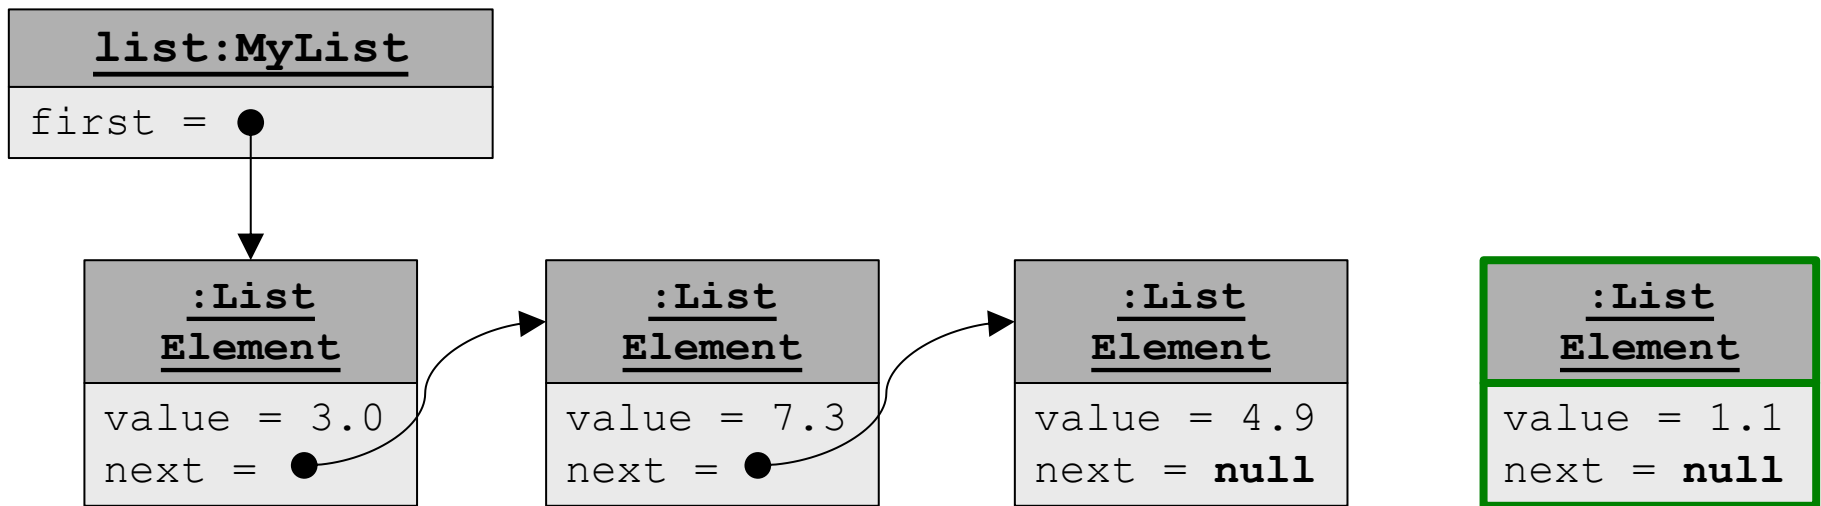 list:MyList
first =
:List
Element
value = 3.0
next =
:List
Element
value = 7.3
next =
:List
Element
value = 4.9
next = null
:List
Element
value = 1.1
next = null